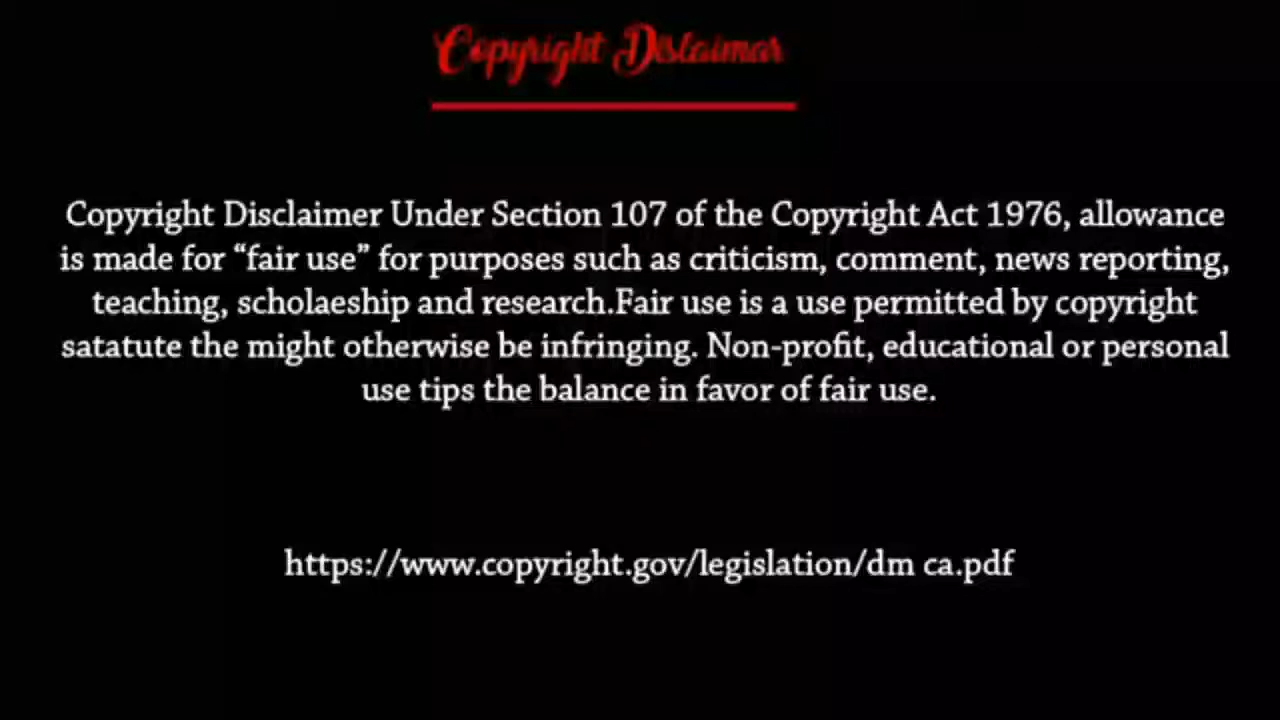 Copyright Dislaimar
Copyright Disclaimer Under Section 107 of the Copyright Act 1976, allowance
is made for “fair use” for purposes such as criticism, comment, news reporting,
teaching, scholaeship and research.Fair use is a use permitted by copyright
satatute the might otherwise be infringing. Non-profit, educational or personal
use tips the balance in favor of fair use.
https://www.copyright.gov/legislation/dm ca.pdf